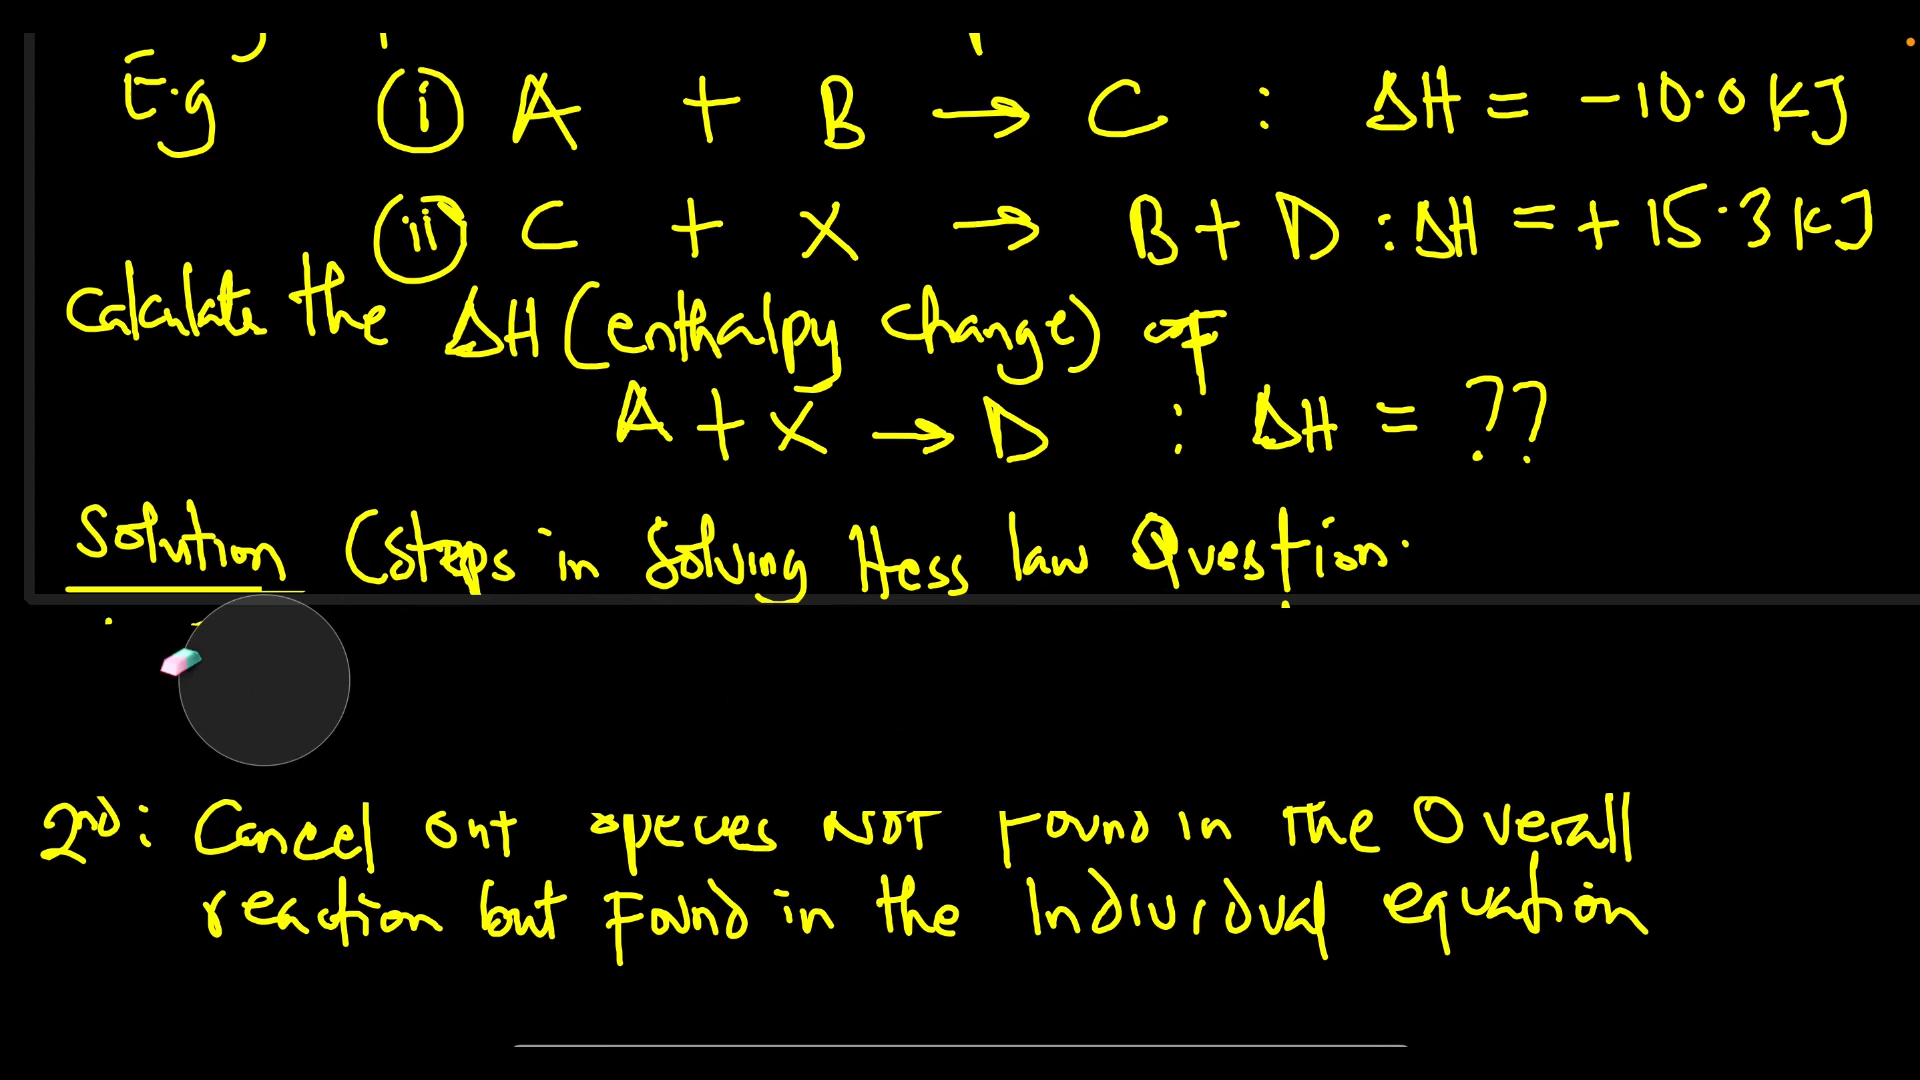 E.g (i) A + B → C : ΔH = -10.0 KJ
(ii) C + X → B + D : ΔH = + 15.3 KJ
Calculate the ΔH (enthalpy change) of
A + X → D : ΔH = ??
Solution (steps in Solving Hess law Question.
2nd: Cancel out species NOT Found in The Overall
reaction but Found in the Individual equation